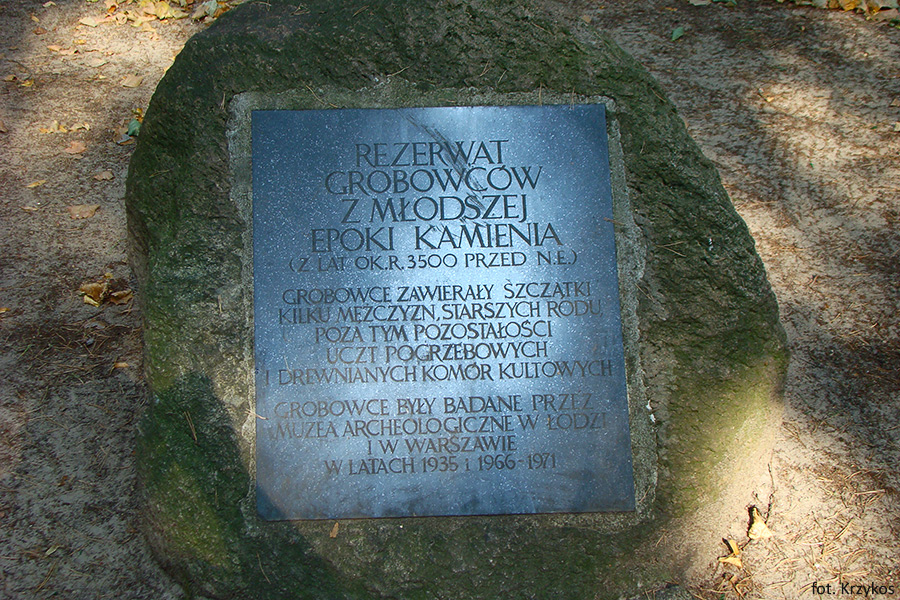 REZERWAT
GROBOWCÓW
Z MŁODSZEJ
EPOKI KAMIENIA
(Z LAT OK.R.3500 PRZED N.E.)
GROBOWCE ZAWIERAŁY SZCZĄTKI
KILKU MĘŻCZYZN, STARSZYCH RODU,
POZA TYM POZOSTAŁOŚCI
UCZT POGRZEBOWYCH
I DREWNIANYCH KOMÓR KULTOWYCH
GROBOWCE BYŁY BADANE PRZEZ
MUZEA ARCHEOLOGICZNE W ŁODZI
I W WARSZAWIE
W LATACH 1935 i 1966-1971
fot. Krzykos